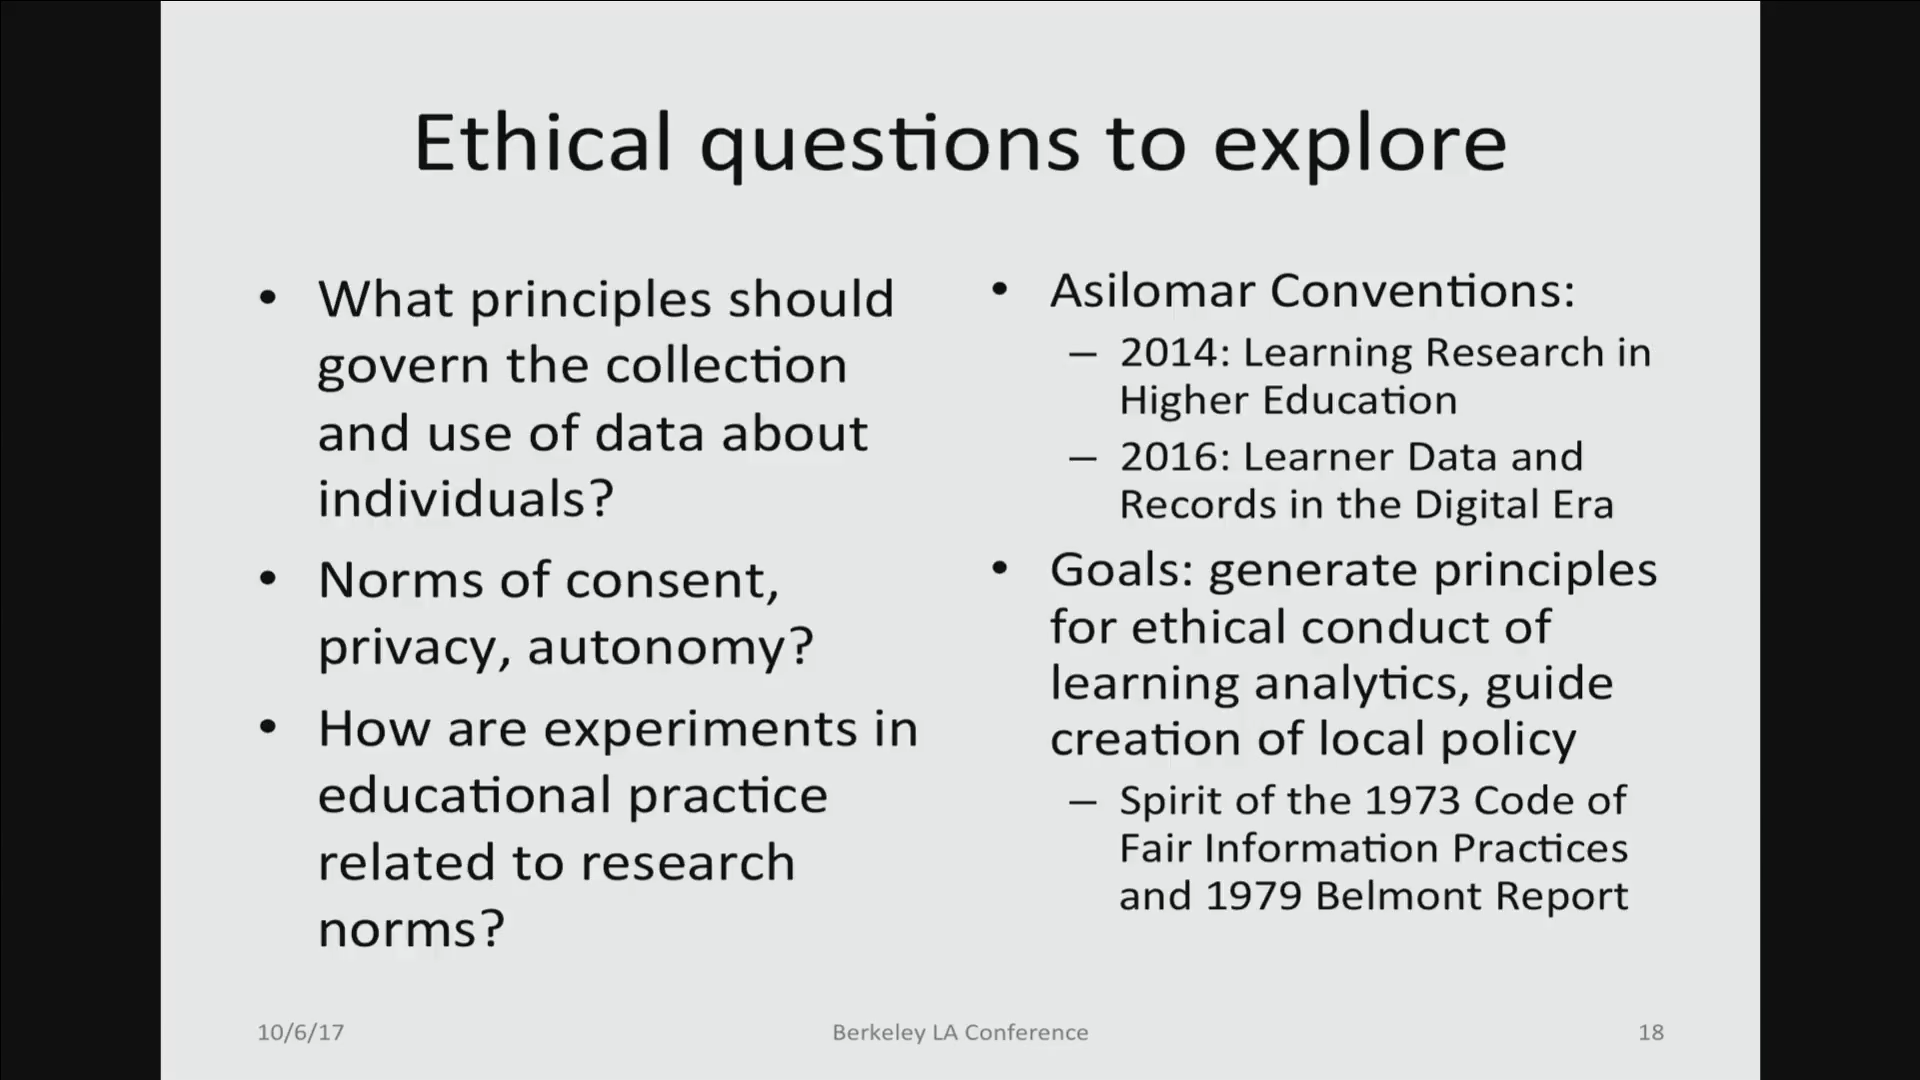 Ethical questions to explore
• What principles should
govern the collection
and use of data about
individuals?
• Norms of consent,
privacy, autonomy?
• How are experiments in
educational practice
related to research
norms?
• Asilomar Conventions:
– 2014: Learning Research in
Higher Education
– 2016: Learner Data and
Records in the Digital Era
• Goals: generate principles
for ethical conduct of
learning analytics, guide
creation of local policy
– Spirit of the 1973 Code of
Fair Information Practices
and 1979 Belmont Report
10/6/17
Berkeley LA Conference
18